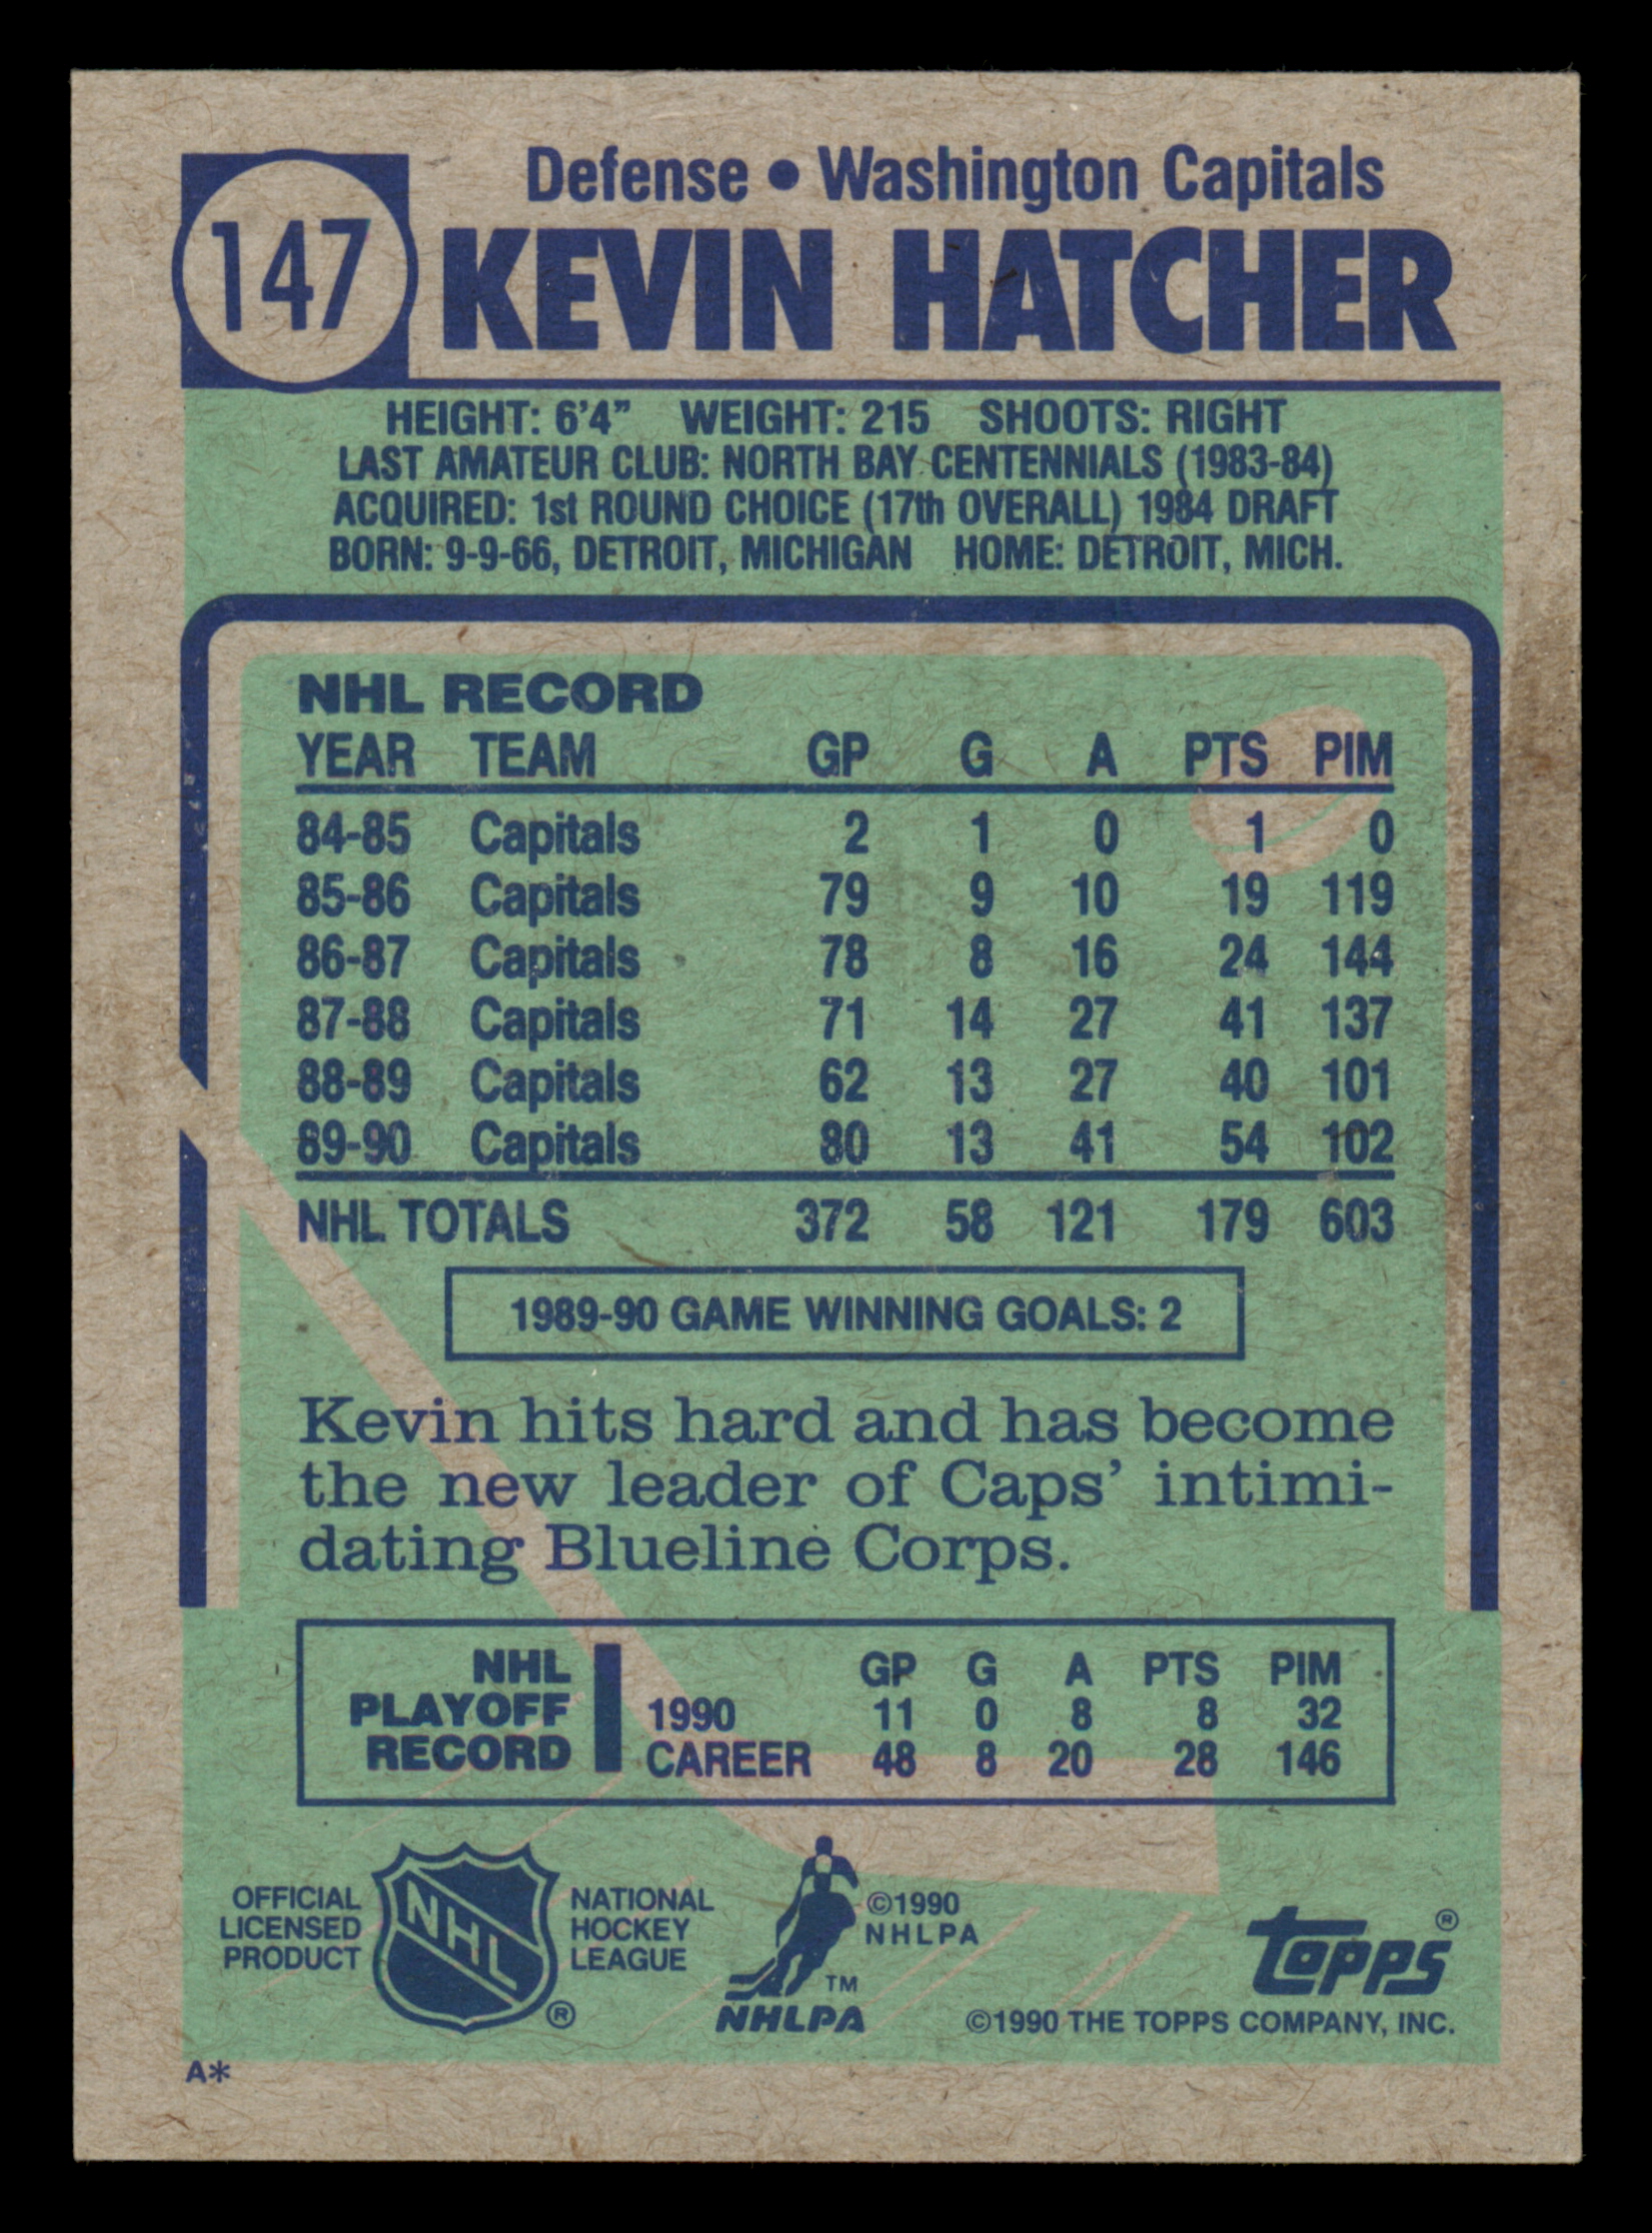 147
Defense • Washington Capitals
KEVIN HATCHER
HEIGHT: 6'4" WEIGHT: 215 SHOOTS: RIGHT
LAST AMATEUR CLUB: NORTH BAY CENTENNIALS (1983-84)
ACQUIRED: 1st ROUND CHOICE (17th OVERALL) 1984 DRAFT
BORN: 9-9-66, DETROIT, MICHIGAN HOME: DETROIT, MICH.
NHL RECORD
YEAR TEAM GP G A PTS PIM
84-85 Capitals 2 1 0 1 0
85-86 Capitals 79 9 10 19 119
86-87 Capitals 78 8 16 24 144
87-88 Capitals 71 14 27 41 137
88-89 Capitals 62 13 27 40 101
89-90 Capitals 80 13 41 54 102
NHL TOTALS 372 58 121 179 603
1989-90 GAME WINNING GOALS: 2
Kevin hits hard and has become
the new leader of Caps' intimi-
dating Blueline Corps.
NHL PLAYOFF RECORD
GP G A PTS PIM
1990 11 0 8 8 32
CAREER 48 8 20 28 146
OFFICIAL
LICENSED
PRODUCT
NHL
®
NATIONAL
HOCKEY
LEAGUE
TM
NHLPA
©1990
NHLPA
Topps®
©1990 THE TOPPS COMPANY, INC.
A*